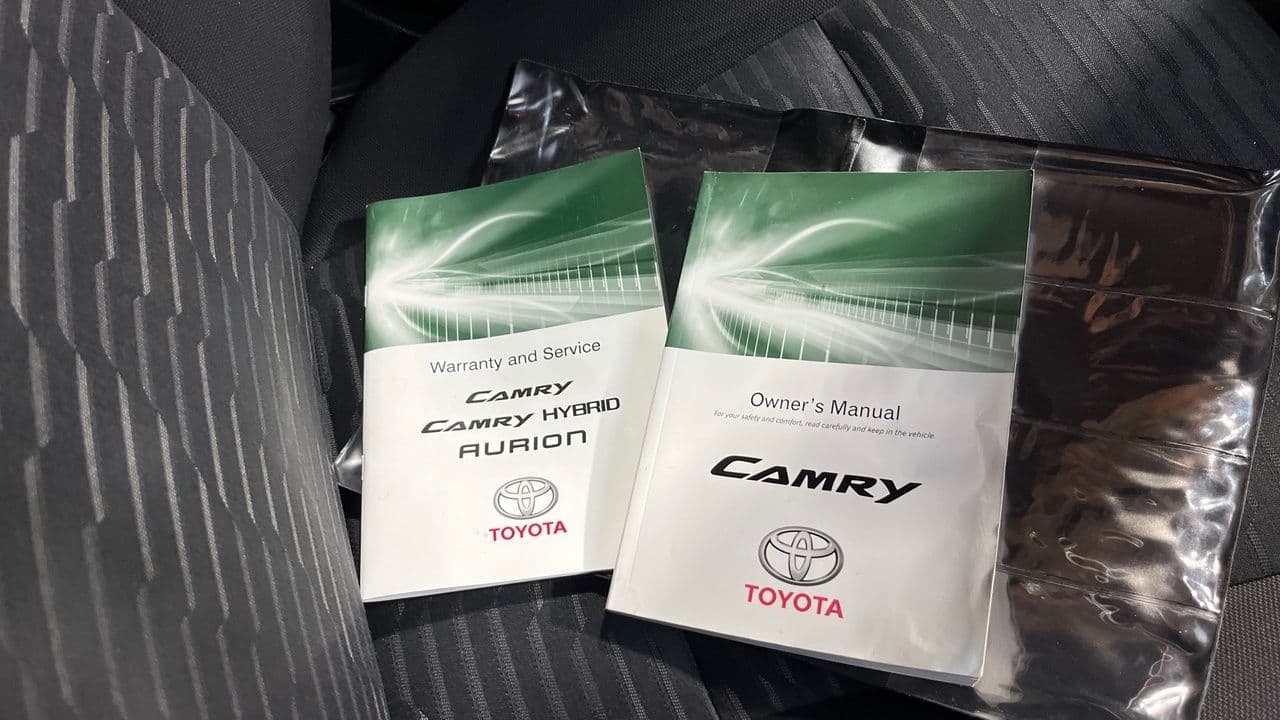 Warranty and Service
CAMRY
CAMRY HYBRID
AURION
TOYOTA
Owner's Manual
For your safety and comfort, read carefully and keep in the vehicle.
CAMRY
TOYOTA